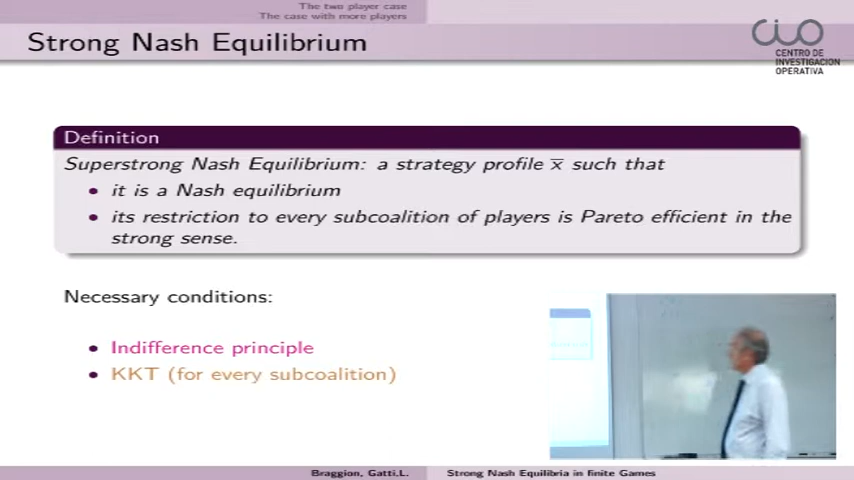 The two player case
The case with more players
Strong Nash Equilibrium
CIO
CENTRO DE
INVESTIGACION
OPERATIVA
Definition
Superstrong Nash Equilibrium: a strategy profile x̅ such that
• it is a Nash equilibrium
• its restriction to every subcoalition of players is Pareto efficient in the
strong sense.
Necessary conditions:
• Indifference principle
• KKT (for every subcoalition)
Braggion, Gatti,L.
Strong Nash Equilibria in finite Games